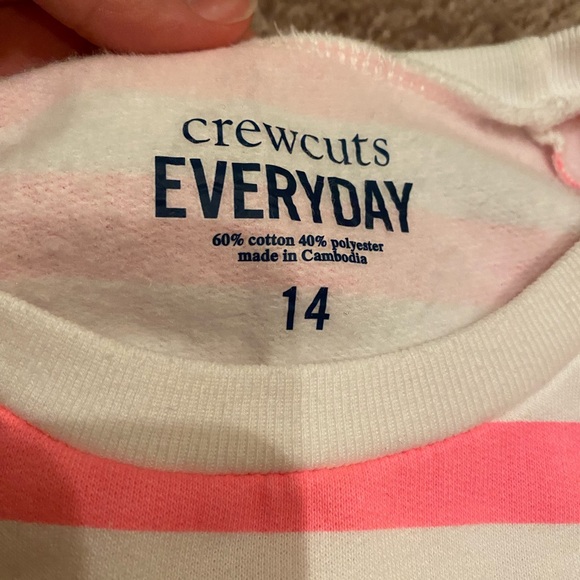 crewcuts
EVERYDAY
60% cotton 40% polyester
made in Cambodia
14